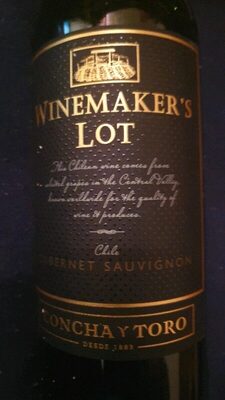 WINEMAKER'S
LOT
This Chilean wine comes from
grapes in the Central Valley,
known worldwide for the quality of
wine it produces.
Chile
CABERNET SAUVIGNON
CONCHA Y TORO
DESDE 1883